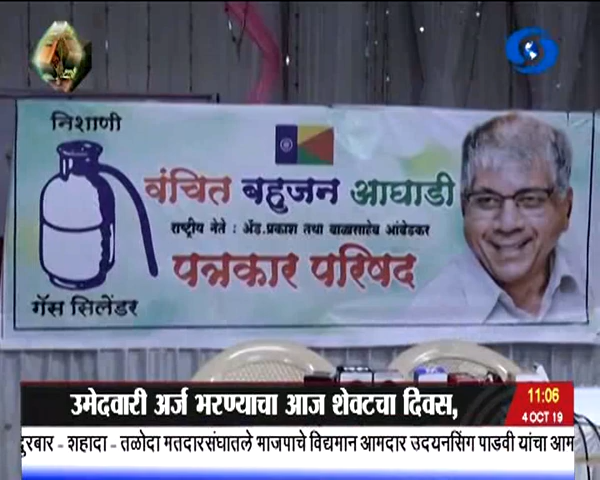 निशाणी
वंचित बहुजन आघाडी
राष्ट्रीय नेते : ॲड.प्रकाश तथा बाळासाहेब आंबेडकर
पत्रकार परिषद
गॅस सिलेंडर
उमेदवारी अर्ज भरण्याचा आज शेवटचा दिवस,
11:06
4 OCT 19
दुरबार - शहादा - तळोदा मतदारसंघातले भाजपाचे विद्यमान आमदार उदयनसिंग पाडवी यांचा आम